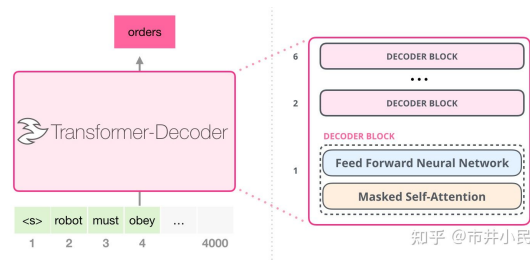 orders
Transformer-Decoder
<s> robot must obey ...
1 2 3 4 4000
6 DECODER BLOCK
...
2 DECODER BLOCK
DECODER BLOCK
1
Feed Forward Neural Network
Masked Self-Attention
知乎 @市井小民